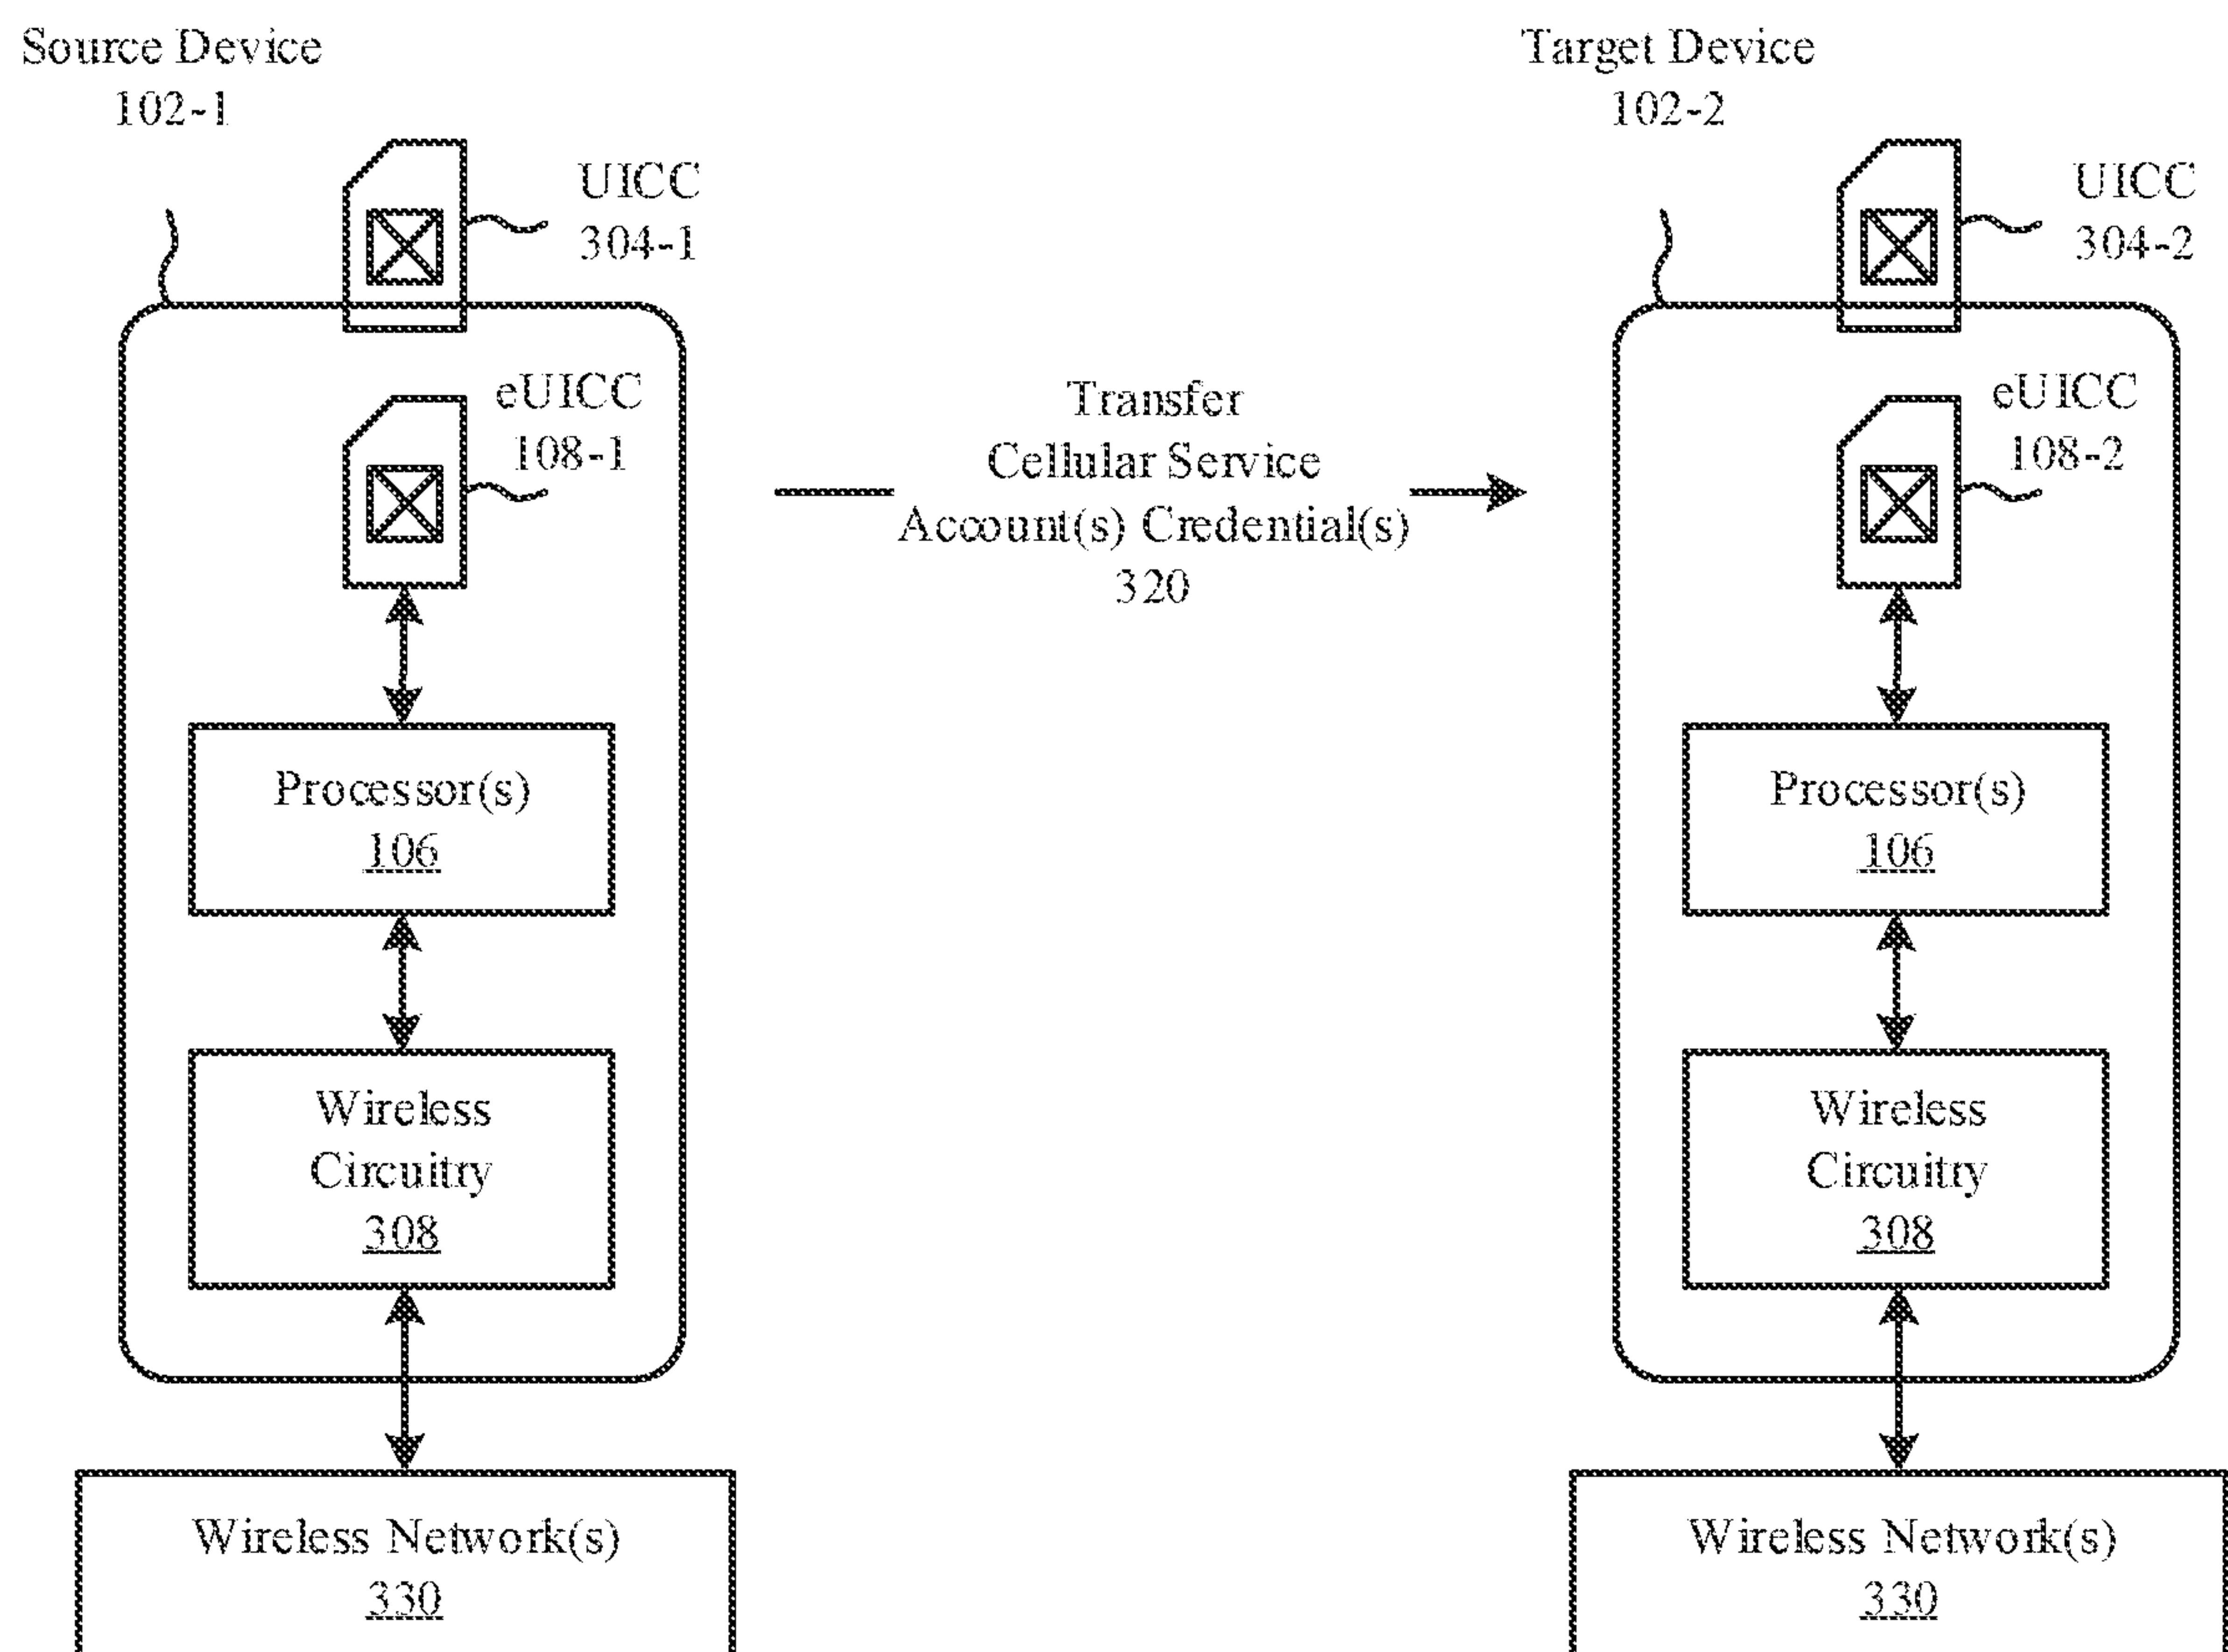 Source Device
102-1
UICC
304-1
eUICC
108-1
Processor(s)
106
Wireless
Circuitry
308
Wireless Network(s)
330
Transfer
Cellular Service
Account(s) Credential(s)
320
Target Device
102-2
UICC
304-2
eUICC
108-2
Processor(s)
106
Wireless
Circuitry
308
Wireless Network(s)
330